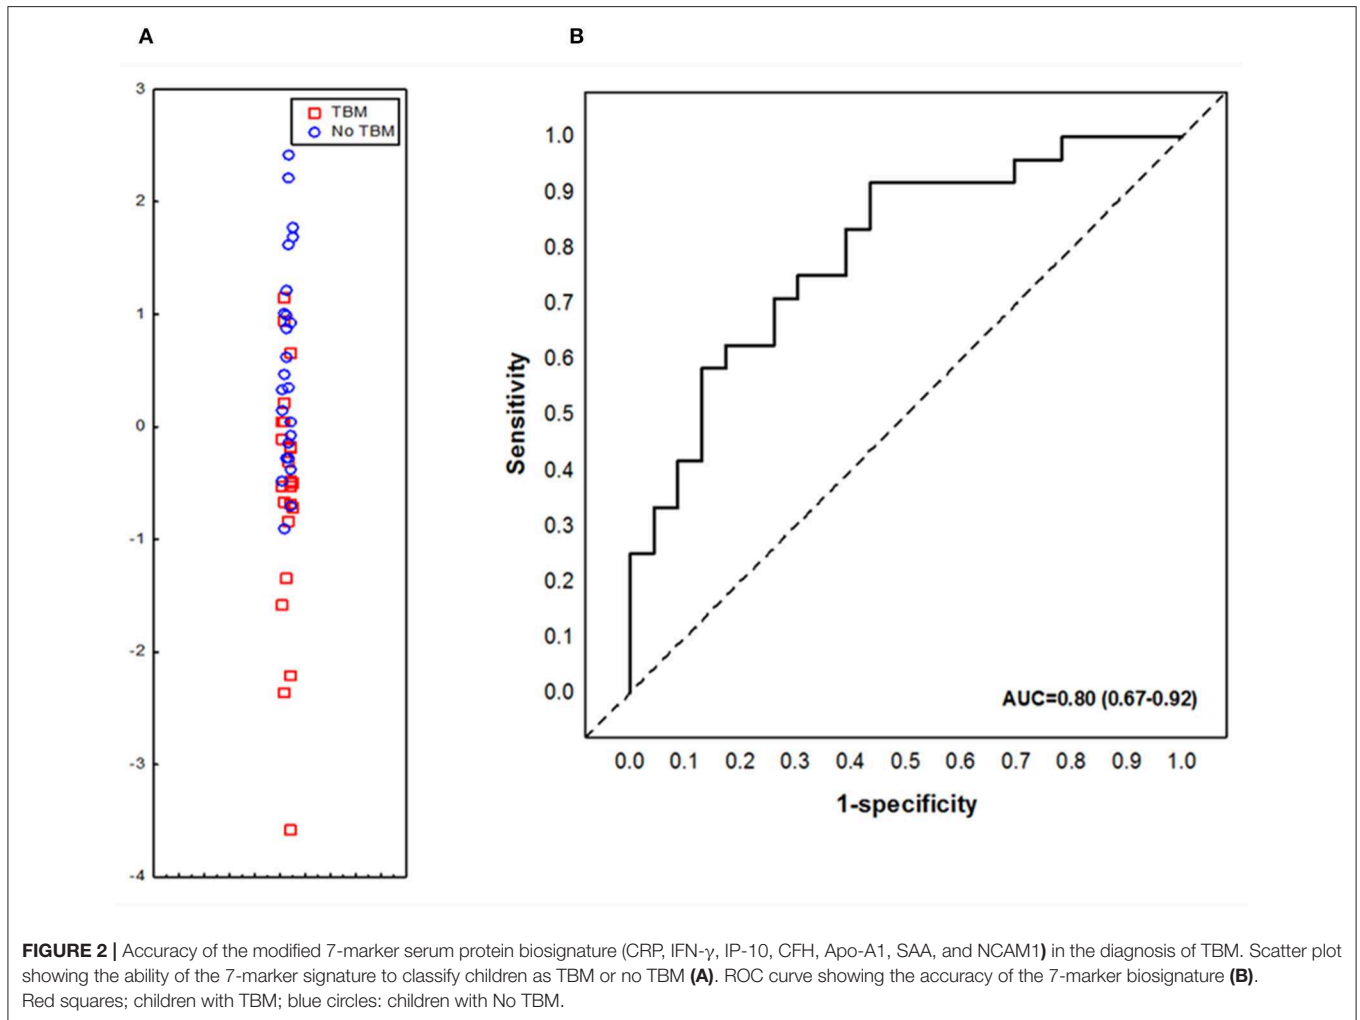 A
B
3
2
1
0
-1
-2
-3
-4
TBM
No TBM
1.0
0.9
0.8
0.7
0.6
0.5
0.4
0.3
0.2
0.1
0.0
Sensitivity
AUC=0.80 (0.67-0.92)
0.0 0.1 0.2 0.3 0.4 0.5 0.6 0.7 0.8 0.9 1.0
1-specificity
FIGURE 2 | Accuracy of the modified 7-marker serum protein biosignature (CRP, IFN-γ, IP-10, CFH, Apo-A1, SAA, and NCAM1) in the diagnosis of TBM. Scatter plot
showing the ability of the 7-marker signature to classify children as TBM or no TBM (A). ROC curve showing the accuracy of the 7-marker biosignature (B).
Red squares; children with TBM; blue circles: children with No TBM.